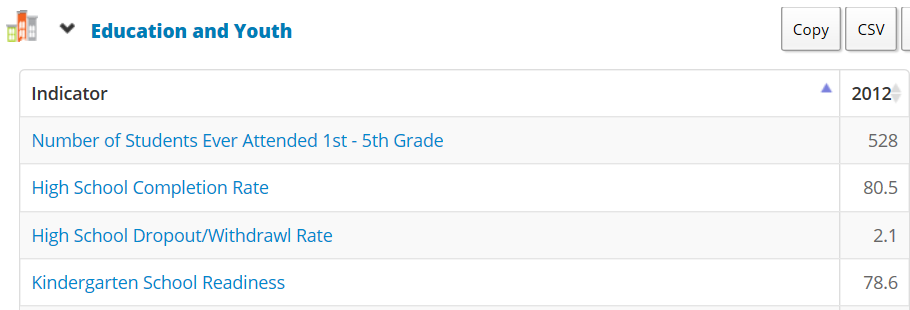 Education and Youth
Copy
CSV
Indicator 2012
Number of Students Ever Attended 1st - 5th Grade 528
High School Completion Rate 80.5
High School Dropout/Withdrawl Rate 2.1
Kindergarten School Readiness 78.6